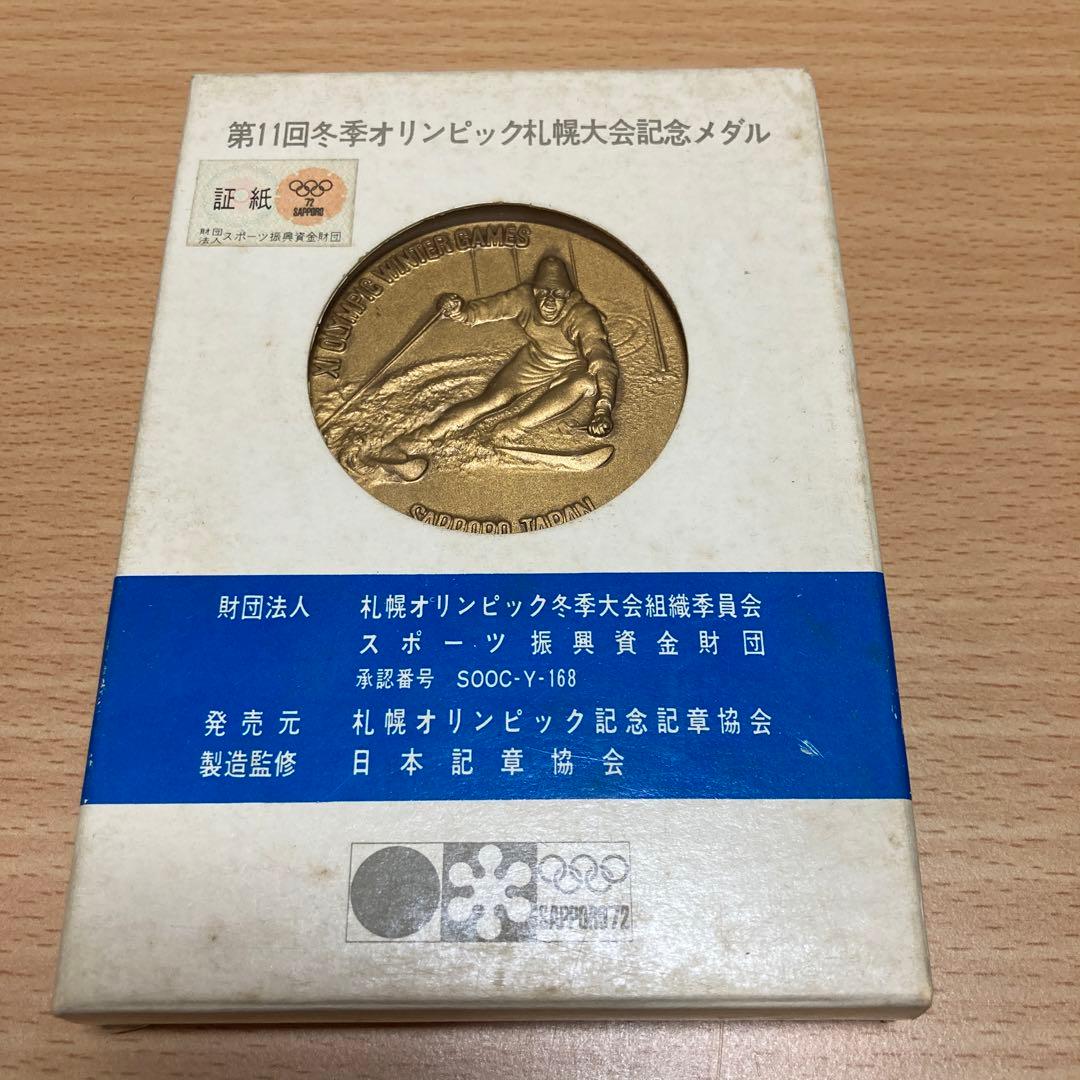 第11回冬季オリンピック札幌大会記念メダル
証紙
72
SAPPORO
財団法人スポーツ振興資金財団
XI OLYMPIC WINTER GAMES
SAPPORO JAPAN
財団法人 札幌オリンピック冬季大会組織委員会
スポーツ振興資金財団
承認番号 SOOC-Y-168
発売元 札幌オリンピック記念記章協会
製造監修 日本記章協会
SAPPORO'72